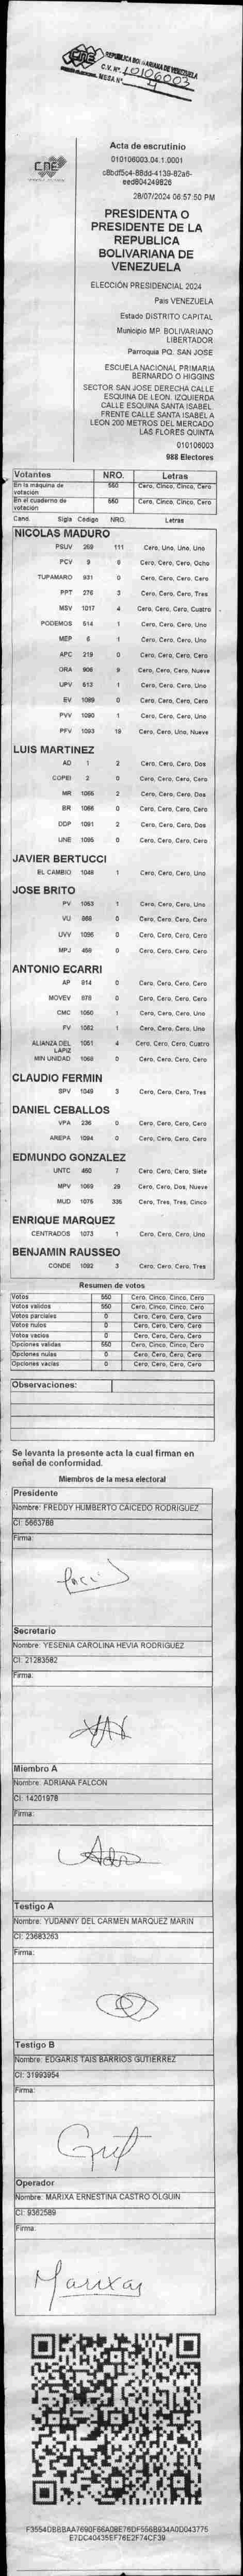 CNE
REPUBLICA BOLIVARIANA DE VENEZUELA
C.V. Nº 10106003
MESA Nº
CNE
Acta de escrutinio
010106003.04.1.0001
c8bdf5c4-88dd-4139-82a6-
eed804249826
28/07/2024 06:57:50 PM
PRESIDENTA O
PRESIDENTE DE LA
REPUBLICA
BOLIVARIANA DE
VENEZUELA
ELECCIÓN PRESIDENCIAL 2024
Pais VENEZUELA
Estado DISTRITO CAPITAL
Municipio MP. BOLIVARIANO
LIBERTADOR
Parroquia PQ. SAN JOSE
ESCUELA NACIONAL PRIMARIA
BERNARDO O HIGGINS
SECTOR SAN JOSE DERECHA CALLE
ESQUINA DE LEON. IZQUIERDA
CALLE ESQUINA SANTA ISABEL.
FRENTE CALLE SANTA ISABEL A
LEON 200 METROS DEL MERCADO
LAS FLORES QUINTA
010106003
988 Electores
Votantes NRO. Letras
En la máquina de votación 550 Cero, Cinco, Cinco, Cero
En el cuaderno de votación 550 Cero, Cinco, Cinco, Cero
Cand. Sigla Código NRO. Letras
NICOLAS MADURO
PSUV 269 111 Cero, Uno, Uno, Uno
PCV 9 8 Cero, Cero, Cero, Ocho
TUPAMARO 931 0 Cero, Cero, Cero, Cero
PPT 276 3 Cero, Cero, Cero, Tres
MSV 1017 4 Cero, Cero, Cero, Cuatro
PODEMOS 514 1 Cero, Cero, Cero, Uno
MEP 6 1 Cero, Cero, Cero, Uno
APC 219 0 Cero, Cero, Cero, Cero
ORA 906 9 Cero, Cero, Cero, Nueve
UPV 613 1 Cero, Cero, Cero, Uno
EV 1089 0 Cero, Cero, Cero, Cero
PVV 1090 1 Cero, Cero, Cero, Uno
PFV 1093 19 Cero, Cero, Uno, Nueve
LUIS MARTINEZ
AD 1 2 Cero, Cero, Cero, Dos
COPEI 2 0 Cero, Cero, Cero, Cero
MR 1065 2 Cero, Cero, Cero, Dos
BR 1066 0 Cero, Cero, Cero, Cero
DDP 1091 2 Cero, Cero, Cero, Dos
UNE 1095 0 Cero, Cero, Cero, Cero
JAVIER BERTUCCI
EL CAMBIO 1048 1 Cero, Cero, Cero, Uno
JOSE BRITO
PV 1053 1 Cero, Cero, Cero, Uno
VU 868 0 Cero, Cero, Cero, Cero
UVV 1096 0 Cero, Cero, Cero, Cero
MPJ 459 0 Cero, Cero, Cero, Cero
ANTONIO ECARRI
AP 914 0 Cero, Cero, Cero, Cero
MOVEV 978 0 Cero, Cero, Cero, Cero
CMC 1050 1 Cero, Cero, Cero, Uno
FV 1052 1 Cero, Cero, Cero, Uno
ALIANZA DEL LAPIZ 1051 4 Cero, Cero, Cero, Cuatro
MIN UNIDAD 1068 0 Cero, Cero, Cero, Cero
CLAUDIO FERMIN
SPV 1049 3 Cero, Cero, Cero, Tres
DANIEL CEBALLOS
VPA 236 0 Cero, Cero, Cero, Cero
AREPA 1094 0 Cero, Cero, Cero, Cero
EDMUNDO GONZALEZ
UNTC 460 7 Cero, Cero, Cero, Siete
MPV 1069 29 Cero, Cero, Dos, Nueve
MUD 1075 335 Cero, Tres, Tres, Cinco
ENRIQUE MARQUEZ
CENTRADOS 1073 1 Cero, Cero, Cero, Uno
BENJAMIN RAUSSEO
CONDE 1092 3 Cero, Cero, Cero, Tres
Resumen de votos
Votos 550 Cero, Cinco, Cinco, Cero
Votos validos 550 Cero, Cinco, Cinco, Cero
Votos parciales 0 Cero, Cero, Cero, Cero
Votos nulos 0 Cero, Cero, Cero, Cero
Votos vacios 0 Cero, Cero, Cero, Cero
Opciones validas 550 Cero, Cinco, Cinco, Cero
Opciones nulas 0 Cero, Cero, Cero, Cero
Opciones vacias 0 Cero, Cero, Cero, Cero
Observaciones:
Se levanta la presente acta la cual firman en
señal de conformidad.
Miembros de la mesa electoral
Presidente
Nombre: FREDDY HUMBERTO CAICEDO RODRIGUEZ
CI: 5663788
Firma:
Secretario
Nombre: YESENIA CAROLINA HEVIA RODRIGUEZ
CI: 21283582
Firma:
Miembro A
Nombre: ADRIANA FALCON
CI: 14201978
Firma:
Testigo A
Nombre: YUDANNY DEL CARMEN MARQUEZ MARIN
CI: 23683263
Firma:
Testigo B
Nombre: EDGARIS TAIS BARRIOS GUTIERREZ
CI: 31993954
Firma:
Operador
Nombre: MARIXA ERNESTINA CASTRO OLGUIN
CI: 9362589
Firma:
Marixa
F3554DBBBAA7690F66A08E76DF556B934A0D043775
E7DC40435EF76E2F74CF39